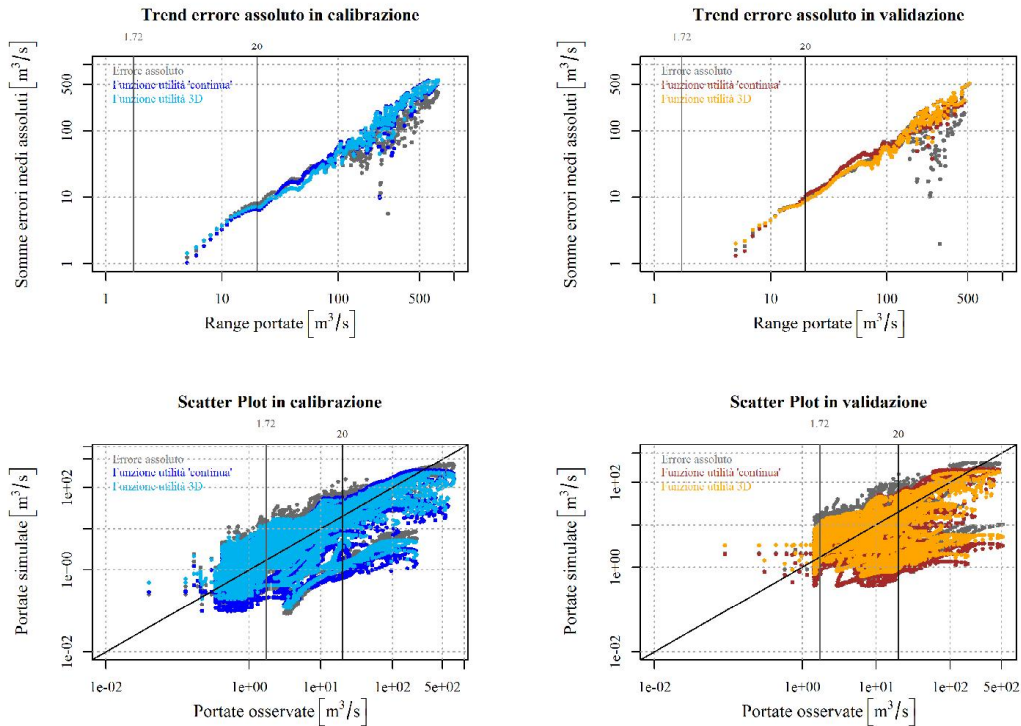 Trend errore assoluto in calibrazione
1.72
20
Errore assoluto
Funzione utilità 'continua'
Funzione utilità 3D
Somme errori medi assoluti [m³/s]
500
100
10
1
1 10 100 500
Range portate [m³/s]
Trend errore assoluto in validazione
1.72
20
Errore assoluto
Funzione utilità 'continua'
Funzione utilità 3D
Somme errori medi assoluti [m³/s]
500
100
10
1
1 10 100 500
Range portate [m³/s]
Scatter Plot in calibrazione
1.72
20
Errore assoluto
Funzione utilità 'continua'
Funzione utilità 3D
Portate simulate [m³/s]
1e+02
1e+00
1e-02
1e-02 1e+00 1e+01 1e+02 5e+02
Portate osservate [m³/s]
Scatter Plot in validazione
1.72
20
Errore assoluto
Funzione utilità 'continua'
Funzione utilità 3D
Portate simulate [m³/s]
1e+02
1e+00
1e-02
1e-02 1e+00 1e+01 1e+02 5e+02
Portate osservate [m³/s]